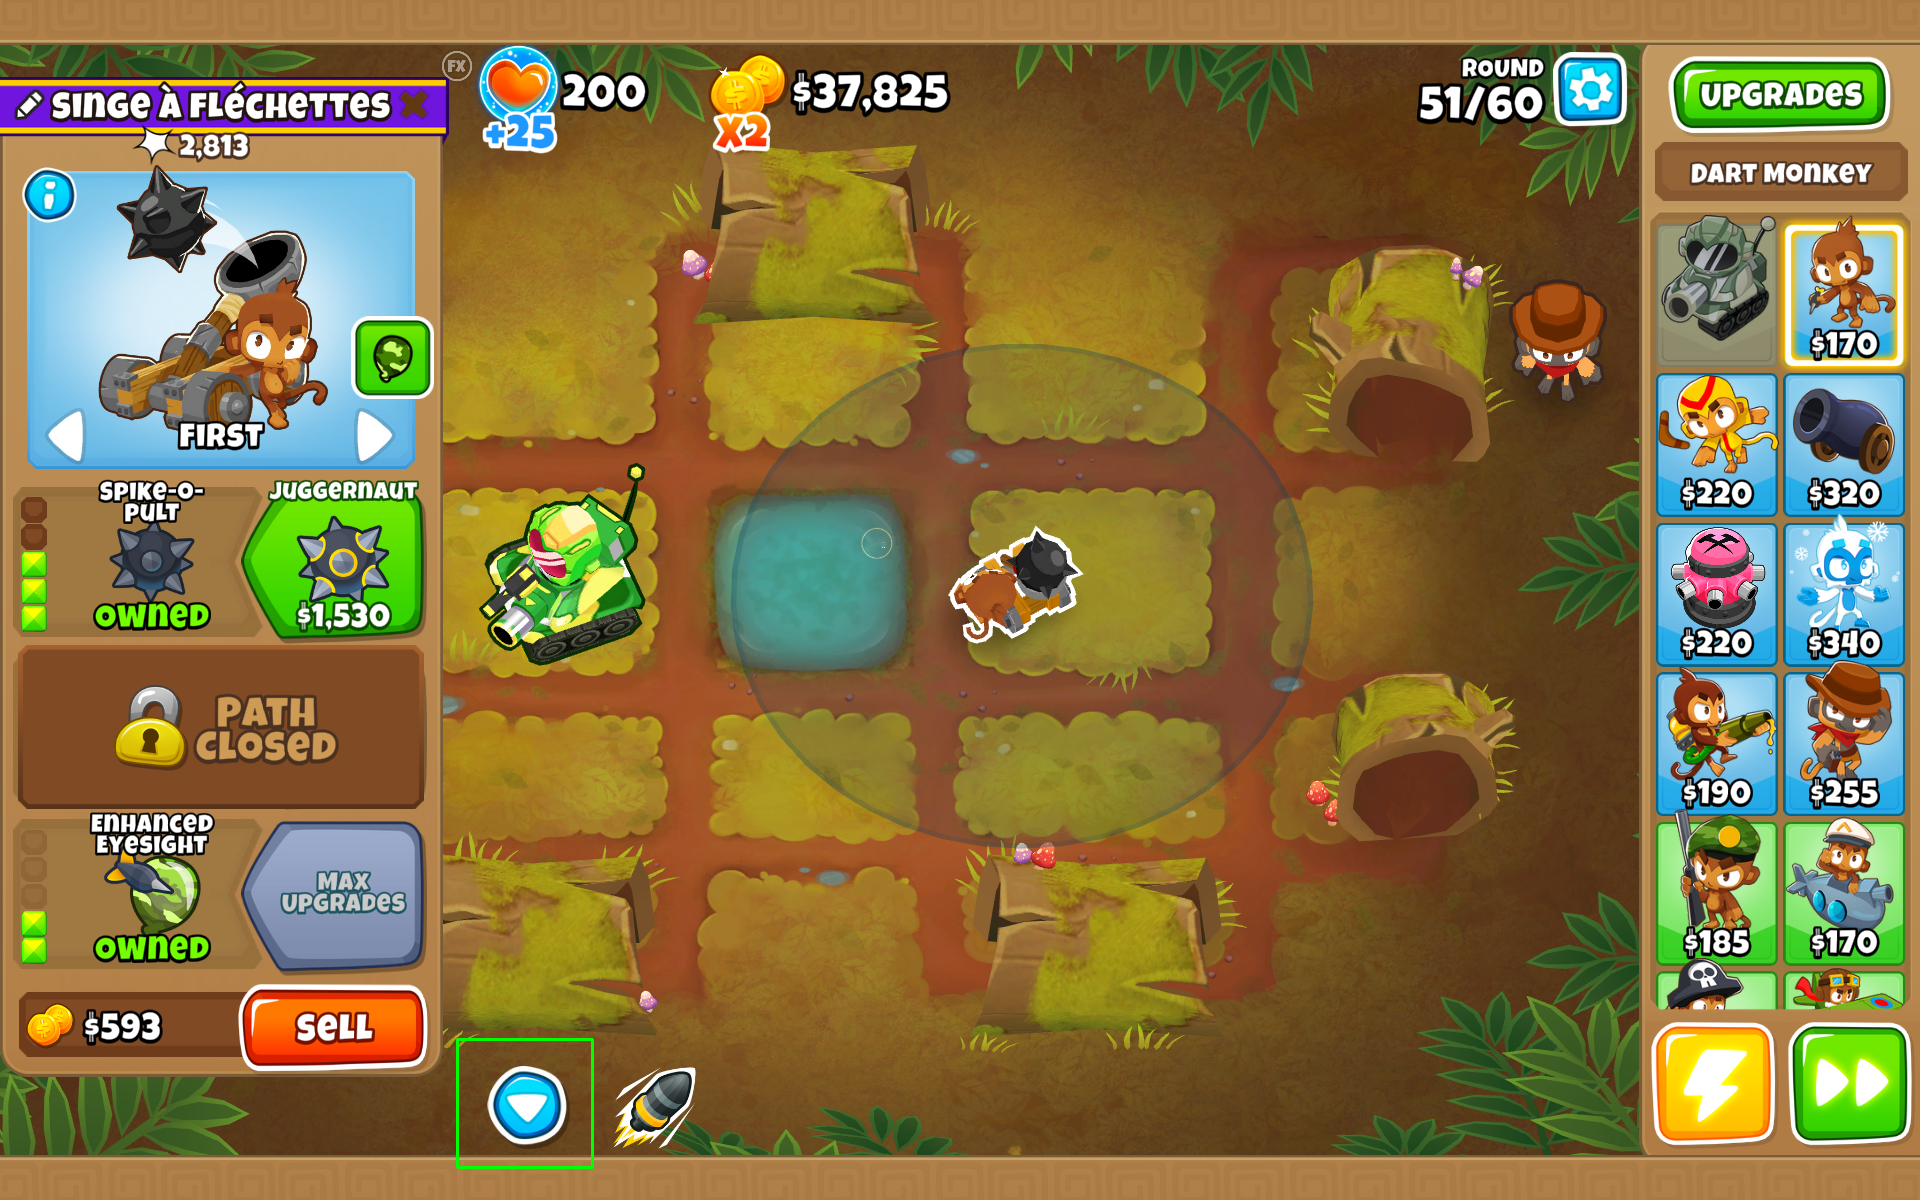 SINGE À FLÉCHETTES
2,813
FIRST
SPIKE-O-
PULT
OWNED
JUGGERNAUT
$1,530
PATH
CLOSED
ENHANCED
EYESIGHT
OWNED
MAX
UPGRADES
$593
SELL
FX
200
+25
$37,825
X2
ROUND
51/60
UPGRADES
DART MONKEY
$170
$220
$320
$220
$340
$190
$255
$185
$170